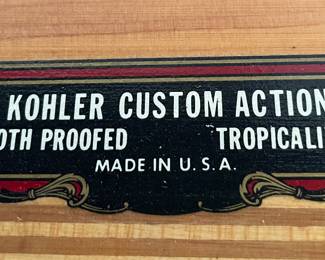 KOHLER CUSTOM ACTION
OTH PROOFED TROPICALI
MADE IN U.S.A.